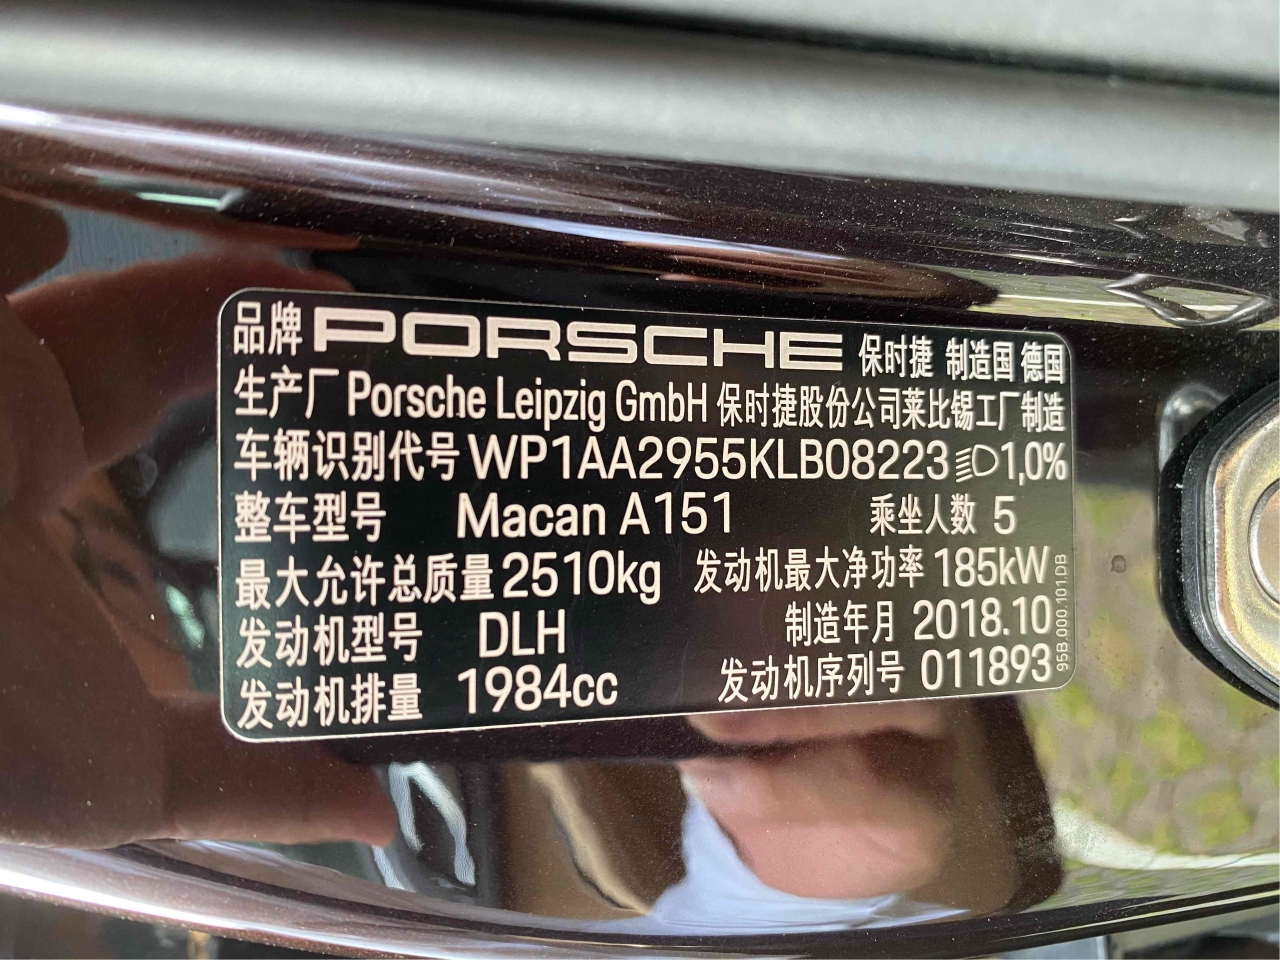 品牌 PORSCHE 保时捷 制造国 德国
生产厂 Porsche Leipzig GmbH 保时捷股份公司莱比锡工厂制造
车辆识别代号 WP1AA2955KLB08223 1,0%
整车型号 Macan A151 乘坐人数 5
最大允许总质量 2510kg 发动机最大净功率 185kW
发动机型号 DLH 制造年月 2018.10
发动机排量 1984cc 发动机序列号 011893
95B.000.101.DB